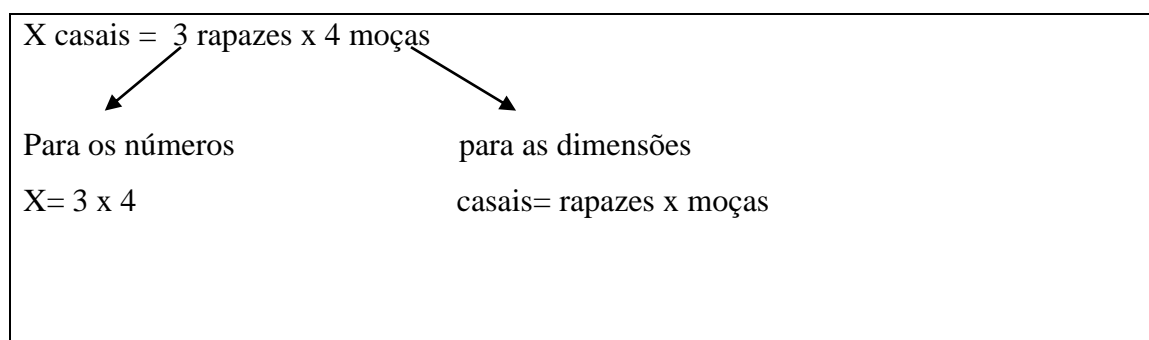 X casais = 3 rapazes x 4 moças
Para os números para as dimensões
X= 3 x 4 casais= rapazes x moças